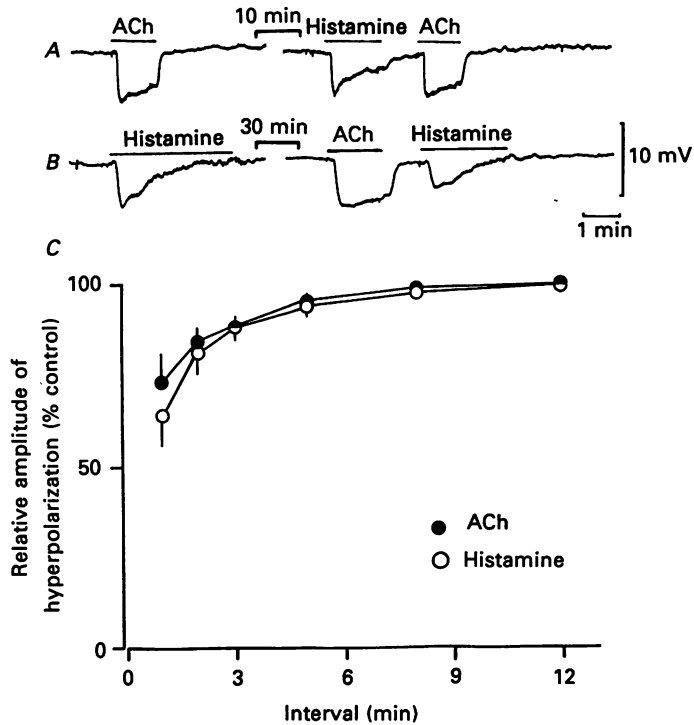 10 min
ACh Histamine ACh
A
30 min
Histamine ACh Histamine
B
10 mV
1 min
C
100
50
0
Relative amplitude of
hyperpolarization (% control)
ACh
Histamine
0 3 6 9 12
Interval (min)